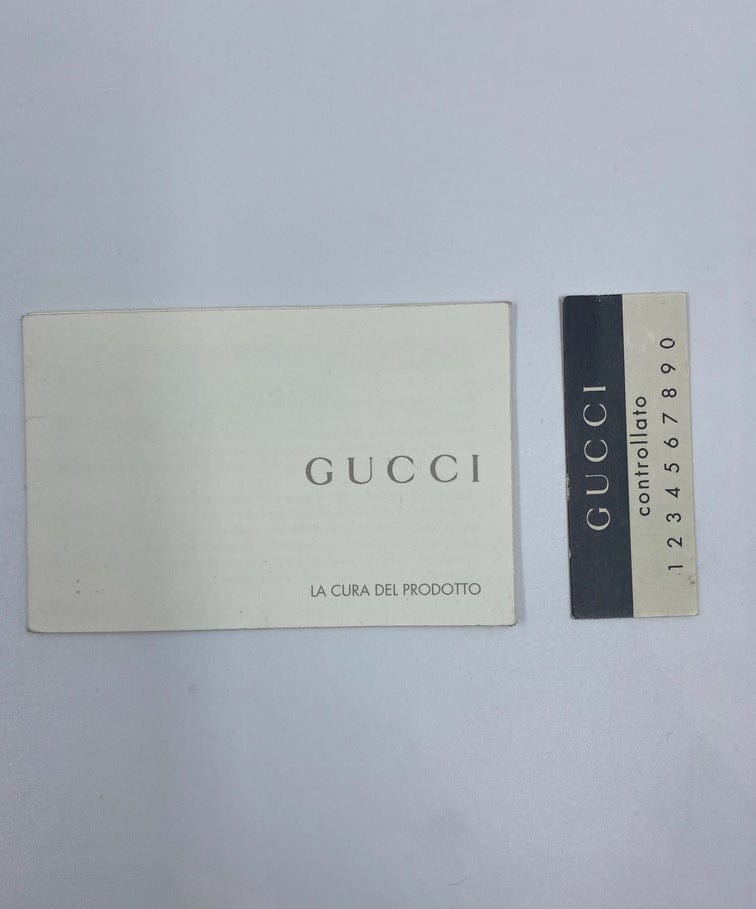 GUCCI
LA CURA DEL PRODOTTO
GUCCI
controllato
1 2 3 4 5 6 7 8 9 0